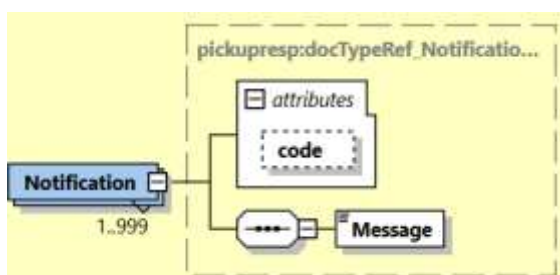 pickupresp:docTypeRef_Notificatio...
attributes
code
Notification
1..999
Message